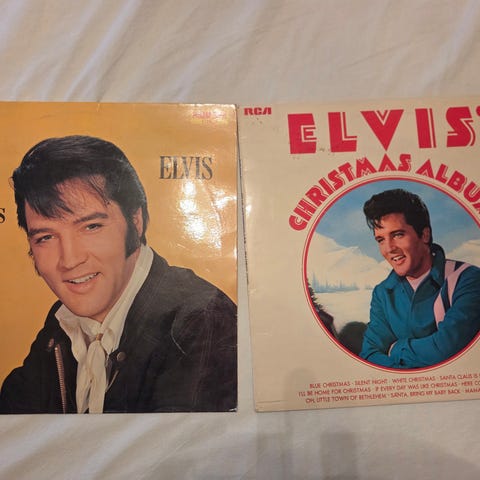 S
ELVIS
RCA
ELVIS'
CHRISTMAS ALBU
BLUE CHRISTMAS · SILENT NIGHT · WHITE CHRISTMAS · SANTA CLAUS IS
I'LL BE HOME FOR CHRISTMAS · IF EVERY DAY WAS LIKE CHRISTMAS · HERE CO
OH, LITTLE TOWN OF BETHLEHEM · SANTA, BRING MY BABY BACK · MAMA